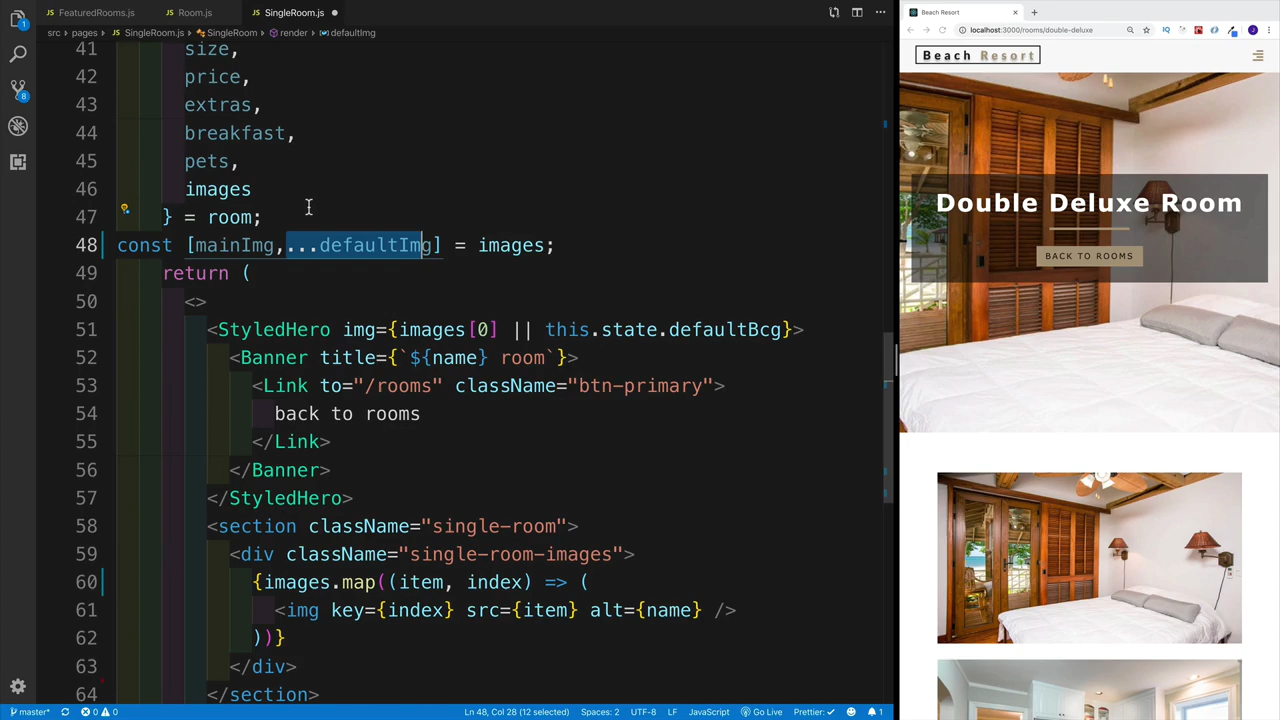 FeaturedRooms.js
Room.js
SingleRoom.js
src > pages > SingleRoom.js > SingleRoom > render > defaultImg
41 size,
42 price,
43 extras,
44 breakfast,
45 pets,
46 images
47 } = room;
48 const [mainImg,...defaultImg] = images;
49 return (
50 <>
51 <StyledHero img={images[0] || this.state.defaultBcg}>
52 <Banner title={`${name} room`}>
53 <Link to="/rooms" className="btn-primary">
54 back to rooms
55 </Link>
56 </Banner>
57 </StyledHero>
58 <section className="single-room">
59 <div className="single-room-images">
60 {images.map((item, index) => (
61 <img key={index} src={item} alt={name} />
62 ))}
63 </div>
64 </section>
1
8
master*
0 0
Ln 48, Col 28 (12 selected)
Spaces: 2
UTF-8
LF
JavaScript
Go Live
Prettier: ✓
1
Beach Resort
localhost:3000/rooms/double-deluxe
IQ
J
Beach Resort
Double Deluxe Room
BACK TO ROOMS